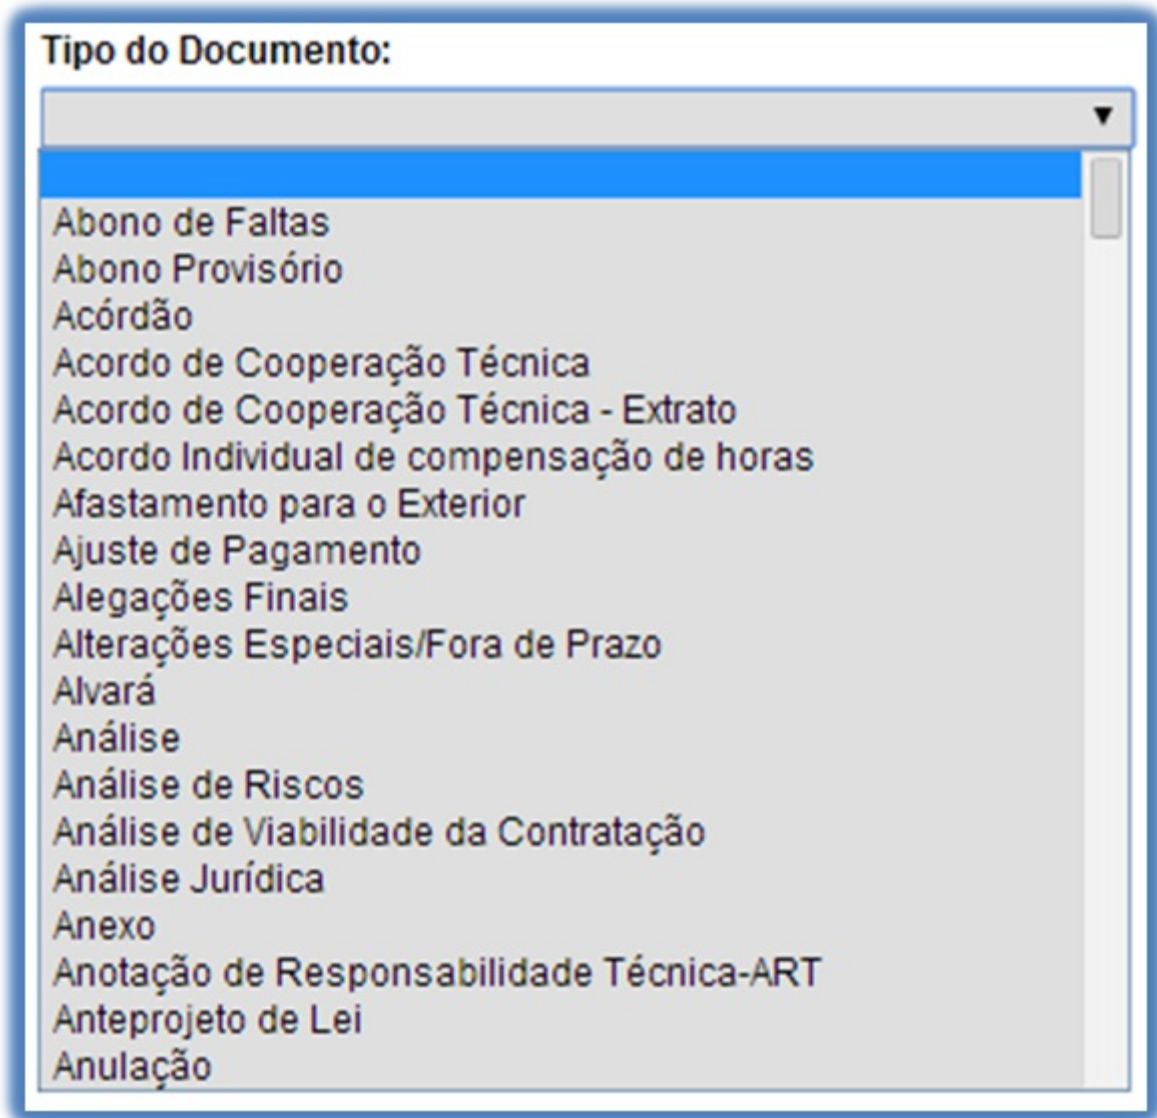 Tipo do Documento:
Abono de Faltas
Abono Provisório
Acórdão
Acordo de Cooperação Técnica
Acordo de Cooperação Técnica - Extrato
Acordo Individual de compensação de horas
Afastamento para o Exterior
Ajuste de Pagamento
Alegações Finais
Alterações Especiais/Fora de Prazo
Alvará
Análise
Análise de Riscos
Análise de Viabilidade da Contratação
Análise Jurídica
Anexo
Anotação de Responsabilidade Técnica-ART
Anteprojeto de Lei
Anulação